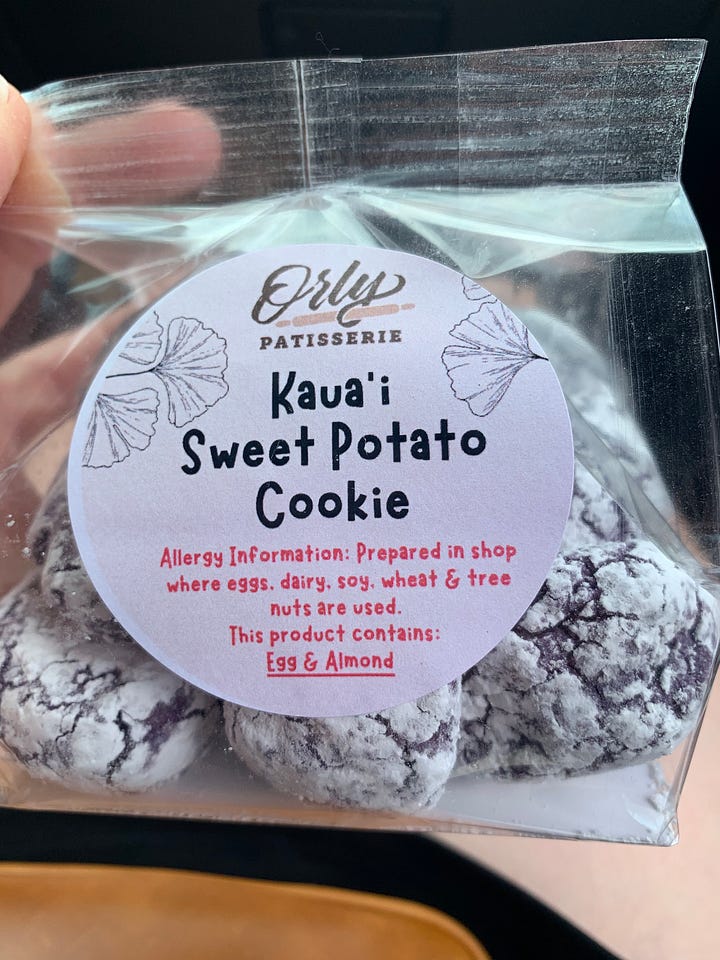 Orly
PATISSERIE
Kaua'i
Sweet Potato
Cookie
Allergy Information: Prepared in shop
where eggs, dairy, soy, wheat & tree
nuts are used.
This product contains:
Egg & Almond